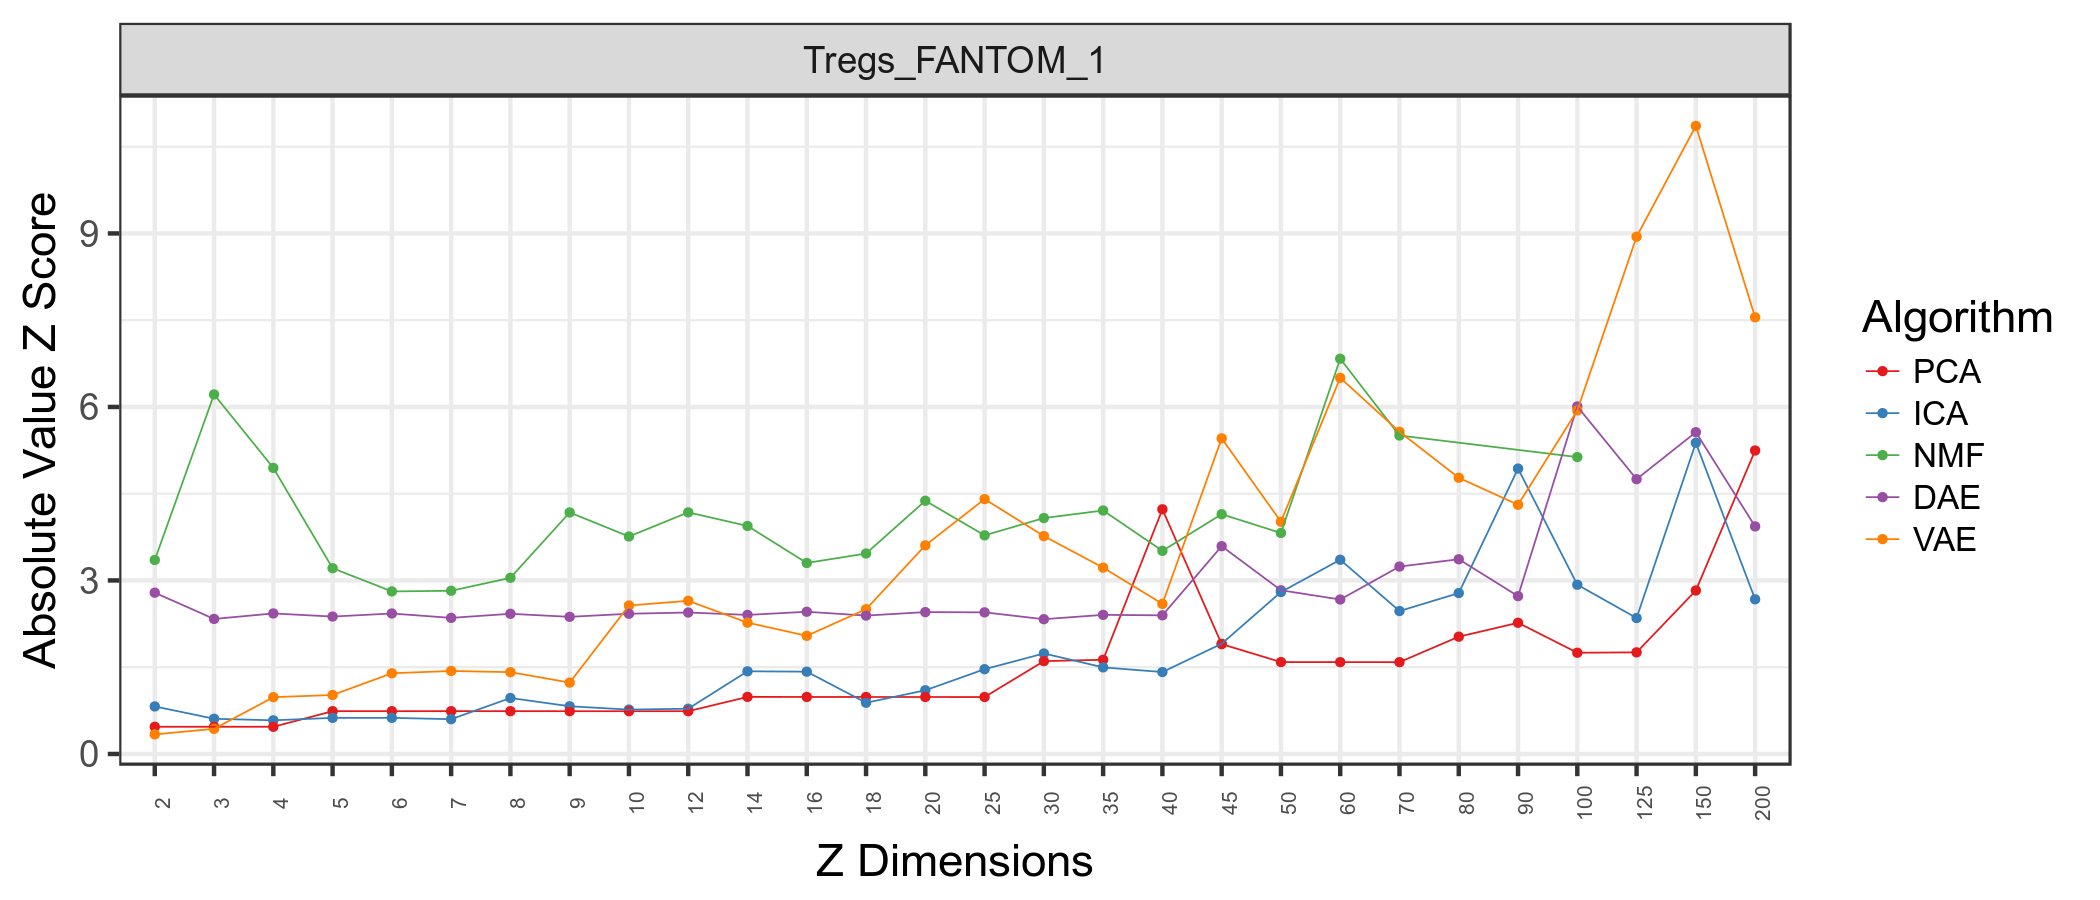 Tregs_FANTOM_1
Absolute Value Z Score
9
6
3
0
2 3 4 5 6 7 8 9 10 12 14 16 18 20 25 30 35 40 45 50 60 70 80 90 100 125 150 200
Z Dimensions
Algorithm
PCA
ICA
NMF
DAE
VAE